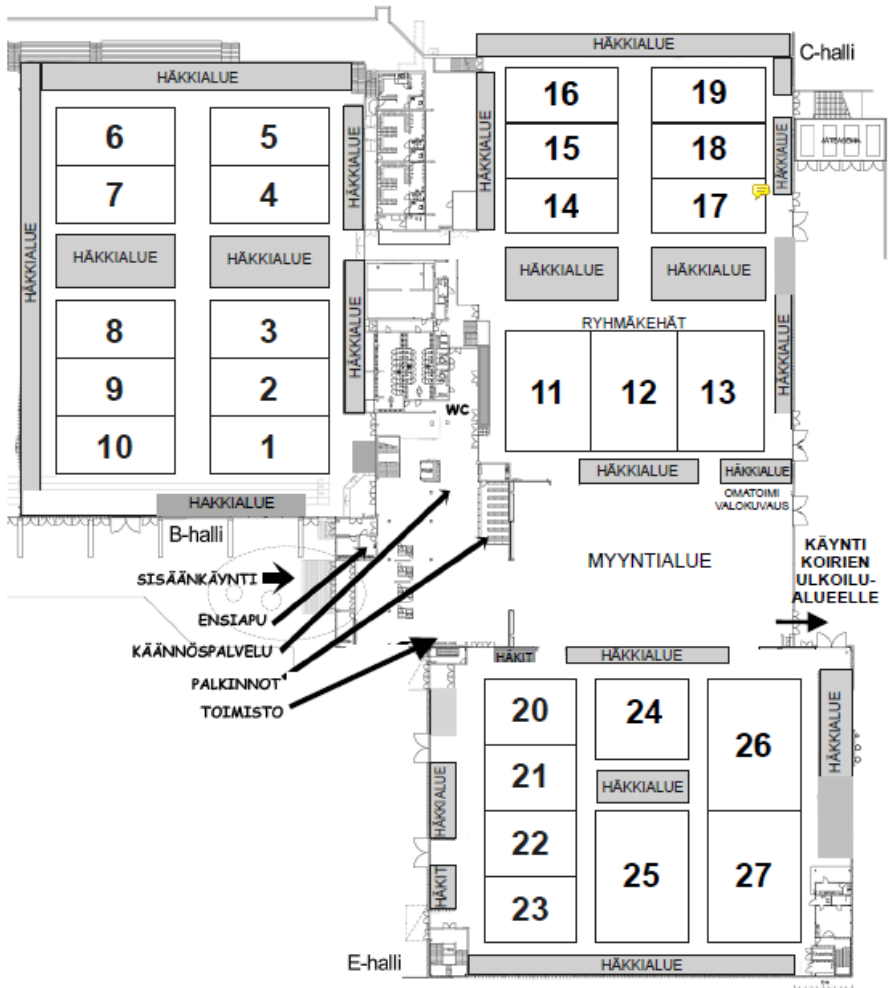 HÄKKIALUE
C-halli
HÄKKIALUE
16
19
6
5
HÄKKIALUE
HÄKKIALUE
HÄKKIALUE
15
18
7
4
14
17
HÄKKIALUE
HÄKKIALUE
HÄKKIALUE
HÄKKIALUE
HÄKKIALUE
RYHMÄKEHÄT
8
3
HÄKKIALUE
HÄKKIALUE
9
2
11
12
13
WC
10
1
HÄKKIALUE
HÄKKIALUE
OMATOIMI
VALOKUVAUS
HAKKIALUE
B-halli
MYYNTIALUE
KÄYNTI
KOIRIEN
ULKOILU-
ALUEELLE
SISÄÄNKÄYNTI
ENSIAPU
KÄÄNNÖSPALVELU
PALKINNOT
TOIMISTO
HÄKIT
HÄKKIALUE
20
24
26
HÄKKIALUE
21
HÄKKIALUE
HÄKKIALUE
22
25
27
HÄKIT
23
E-halli
HÄKKIALUE